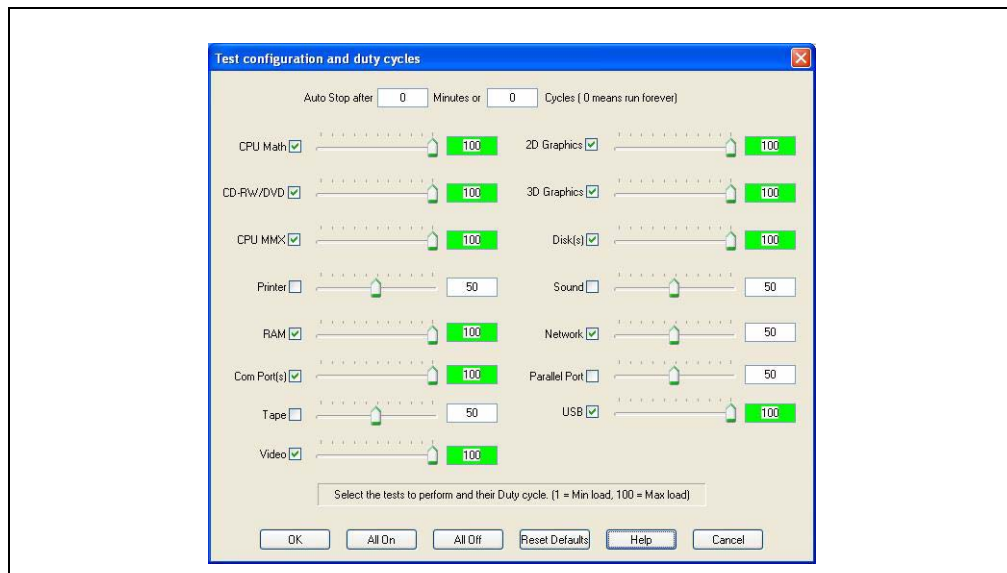 Test configuration and duty cycles
Auto Stop after 0 Minutes or 0 Cycles ( 0 means run forever)
CPU Math 100 2D Graphics 100
CD-RW/DVD 100 3D Graphics 100
CPU MMX 100 Disk(s) 100
Printer 50 Sound 50
RAM 100 Network 50
Com Port(s) 100 Parallel Port 50
Tape 50 USB 100
Video 100
Select the tests to perform and their Duty cycle. (1 = Min load, 100 = Max load)
OK All On All Off Reset Defaults Help Cancel